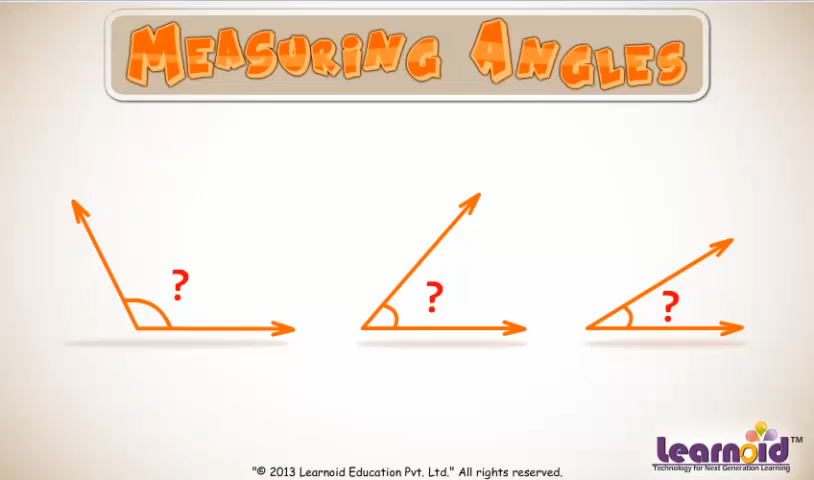 MEASURING ANGLES
?
?
?
Learnoid™
Technology for Next Generation Learning
"© 2013 Learnoid Education Pvt. Ltd." All rights reserved.